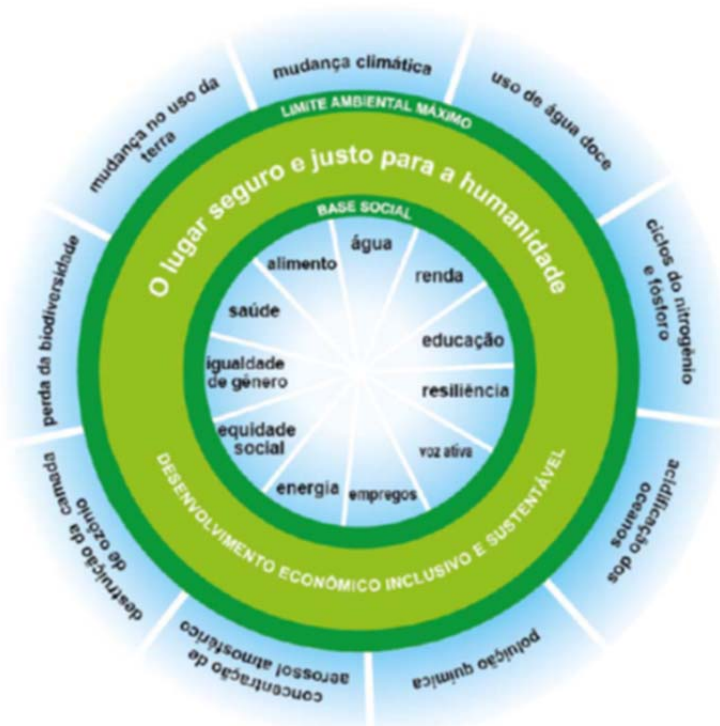 mudança climática
uso de água doce
ciclos do nitrogênio
e fósforo
acidificação dos
oceanos
poluição química
concentração de
aerossol atmosférico
destruição da camada
de ozônio
perda da biodiversidade
mudança no uso da
terra
LIMITE AMBIENTAL MÁXIMO
O lugar seguro e justo para a humanidade
BASE SOCIAL
água
renda
educação
resiliência
voz ativa
empregos
energia
equidade
social
igualdade
de gênero
saúde
alimento
DESENVOLVIMENTO ECONÔMICO INCLUSIVO E SUSTENTÁVEL